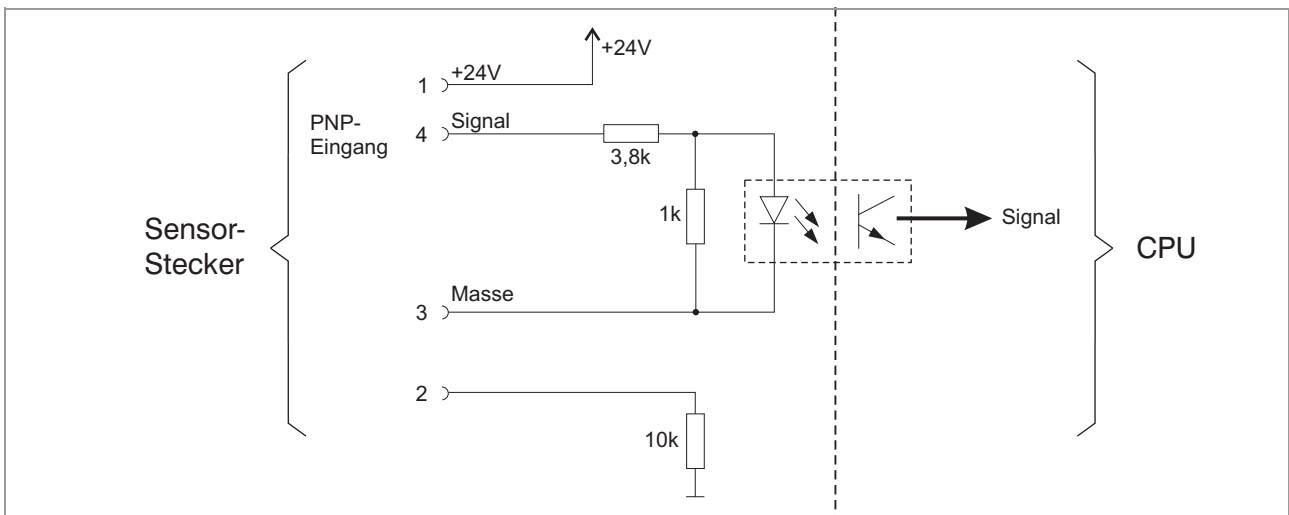 +24V
1
+24V
PNP-
Eingang
4
Signal
3,8k
1k
Signal
Sensor-
Stecker
CPU
3
Masse
2
10k